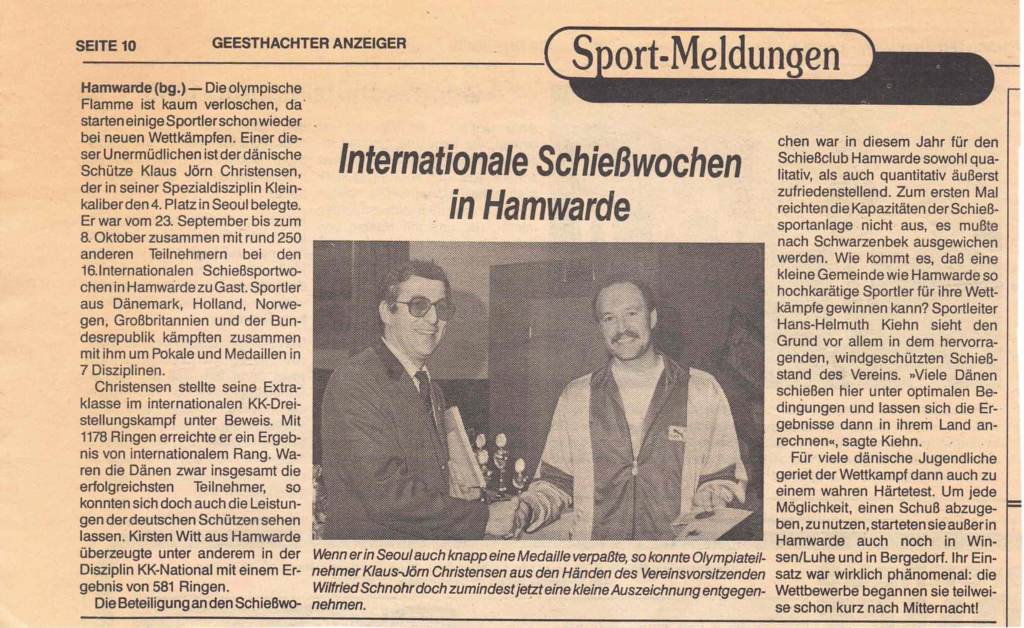 SEITE 10 GEESTHACHTER ANZEIGER
Sport-Meldungen
Internationale Schießwochen
in Hamwarde
Hamwarde (bg.) — Die olympische
Flamme ist kaum verloschen, da
starten einige Sportler schon wieder
bei neuen Wettkämpfen. Einer die-
ser Unermüdlichen ist der dänische
Schütze Klaus Jörn Christensen,
der in seiner Spezialdisziplin Klein-
kaliber den 4. Platz in Seoul belegte.
Er war vom 23. September bis zum
8. Oktober zusammen mit rund 250
anderen Teilnehmern bei den
16. Internationalen Schießsportwo-
chen in Hamwarde zu Gast. Sportler
aus Dänemark, Holland, Norwe-
gen, Großbritannien und der Bun-
desrepublik kämpften zusammen
mit ihm um Pokale und Medaillen in
7 Disziplinen.
Christensen stellte seine Extra-
klasse im internationalen KK-Drei-
stellungskampf unter Beweis. Mit
1178 Ringen erreichte er ein Ergeb-
nis von internationalem Rang. Wa-
ren die Dänen zwar insgesamt die
erfolgreichsten Teilnehmer, so
konnten sich doch auch die Leistun-
gen der deutschen Schützen sehen
lassen. Kirsten Witt aus Hamwarde
überzeugte unter anderem in der
Disziplin KK-National mit einem Er-
gebnis von 581 Ringen.
Die Beteiligung an den Schießwo-
chen war in diesem Jahr für den
Schießclub Hamwarde sowohl qua-
litativ, als auch quantitativ äußerst
zufriedenstellend. Zum ersten Mal
reichten die Kapazitäten der Schieß-
sportanlage nicht aus, es mußte
nach Schwarzenbek ausgewichen
werden. Wie kommt es, daß eine
kleine Gemeinde wie Hamwarde so
hochkarätige Sportler für ihre Wett-
kämpfe gewinnen kann? Sportleiter
Hans-Helmuth Kiehn sieht den
Grund vor allem in dem hervorra-
genden, windgeschützten Schieß-
stand des Vereins. »Viele Dänen
schießen hier unter optimalen Be-
dingungen und lassen sich die Er-
gebnisse dann in ihrem Land an-
rechnen«, sagte Kiehn.
Für viele dänische Jugendliche
geriet der Wettkampf dann auch zu
einem wahren Härtetest. Um jede
Möglichkeit, einen Schuß abzuge-
ben, zu nutzen, starteten sie außer in
Hamwarde auch noch in Win-
sen/Luhe und in Bergedorf. Ihr Ein-
satz war wirklich phänomenal: die
Wettbewerbe begannen sie teilwei-
se schon kurz nach Mitternacht!
Wenn er in Seoul auch knapp eine Medaille verpaßte, so konnte Olympiateil-
nehmer Klaus-Jörn Christensen aus den Händen des Vereinsvorsitzenden
Wilfried Schnohr doch zumindest jetzt eine kleine Auszeichnung entgegen-
nehmen.